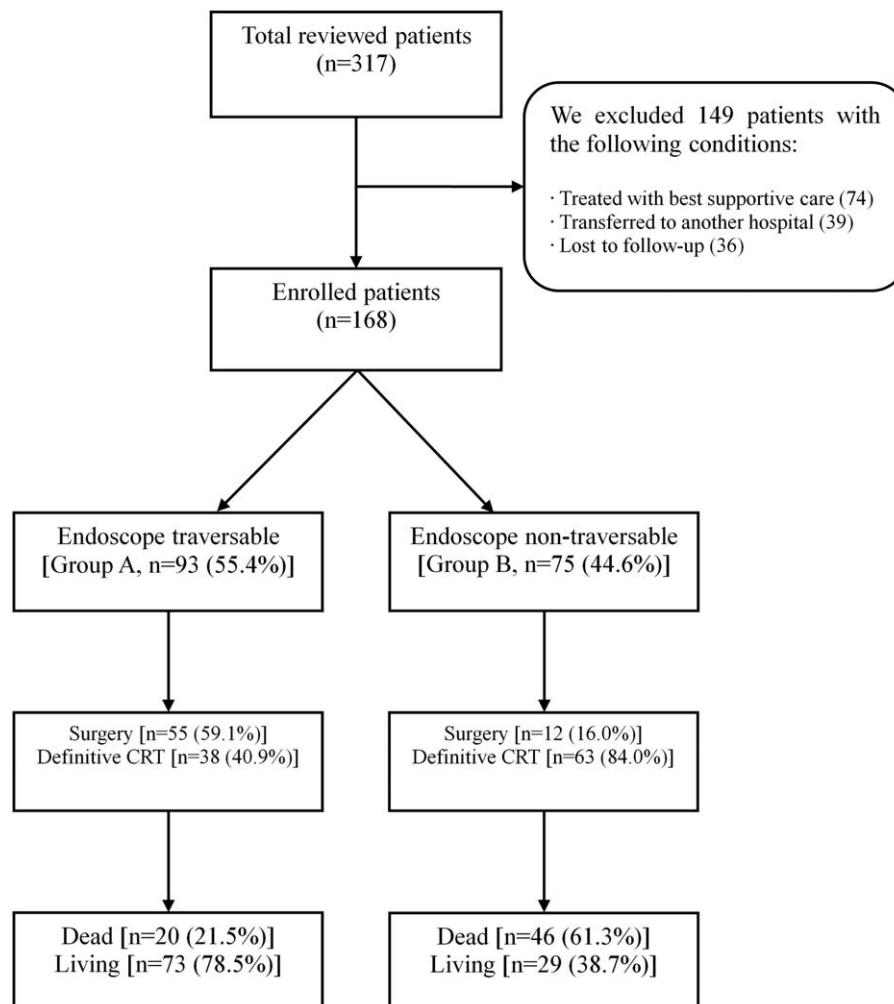 Total reviewed patients
(n=317)
We excluded 149 patients with
the following conditions:
· Treated with best supportive care (74)
· Transferred to another hospital (39)
· Lost to follow-up (36)
Enrolled patients
(n=168)
Endoscope traversable
[Group A, n=93 (55.4%)]
Endoscope non-traversable
[Group B, n=75 (44.6%)]
Surgery [n=55 (59.1%)]
Definitive CRT [n=38 (40.9%)]
Surgery [n=12 (16.0%)]
Definitive CRT [n=63 (84.0%)]
Dead [n=20 (21.5%)]
Living [n=73 (78.5%)]
Dead [n=46 (61.3%)]
Living [n=29 (38.7%)]